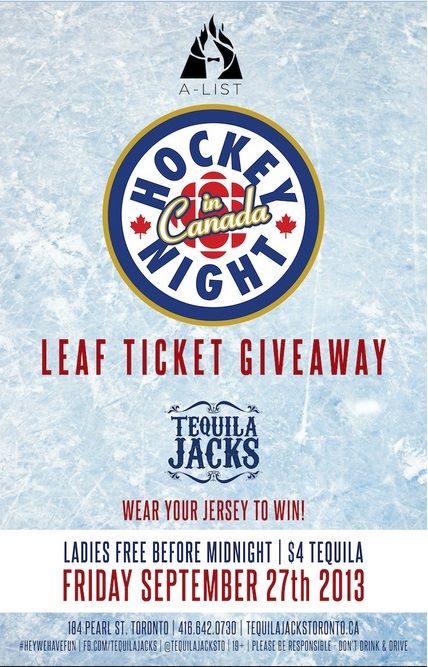 A-LIST
HOCKEY
NIGHT
in
Canada
LEAF TICKET GIVEAWAY
TEQUILA
JACKS
WEAR YOUR JERSEY TO WIN!
LADIES FREE BEFORE MIDNIGHT | $4 TEQUILA
FRIDAY SEPTEMBER 27th 2013
184 PEARL ST. TORONTO | 416.642.0730 | TEQUILAJACKSTORONTO.CA
#HEYWEHAVEFUN | FB.COM/TEQUILAJACKS | @TEQUILAJACKSTO | 19+ | PLEASE BE RESPONSIBLE - DON'T DRINK & DRIVE